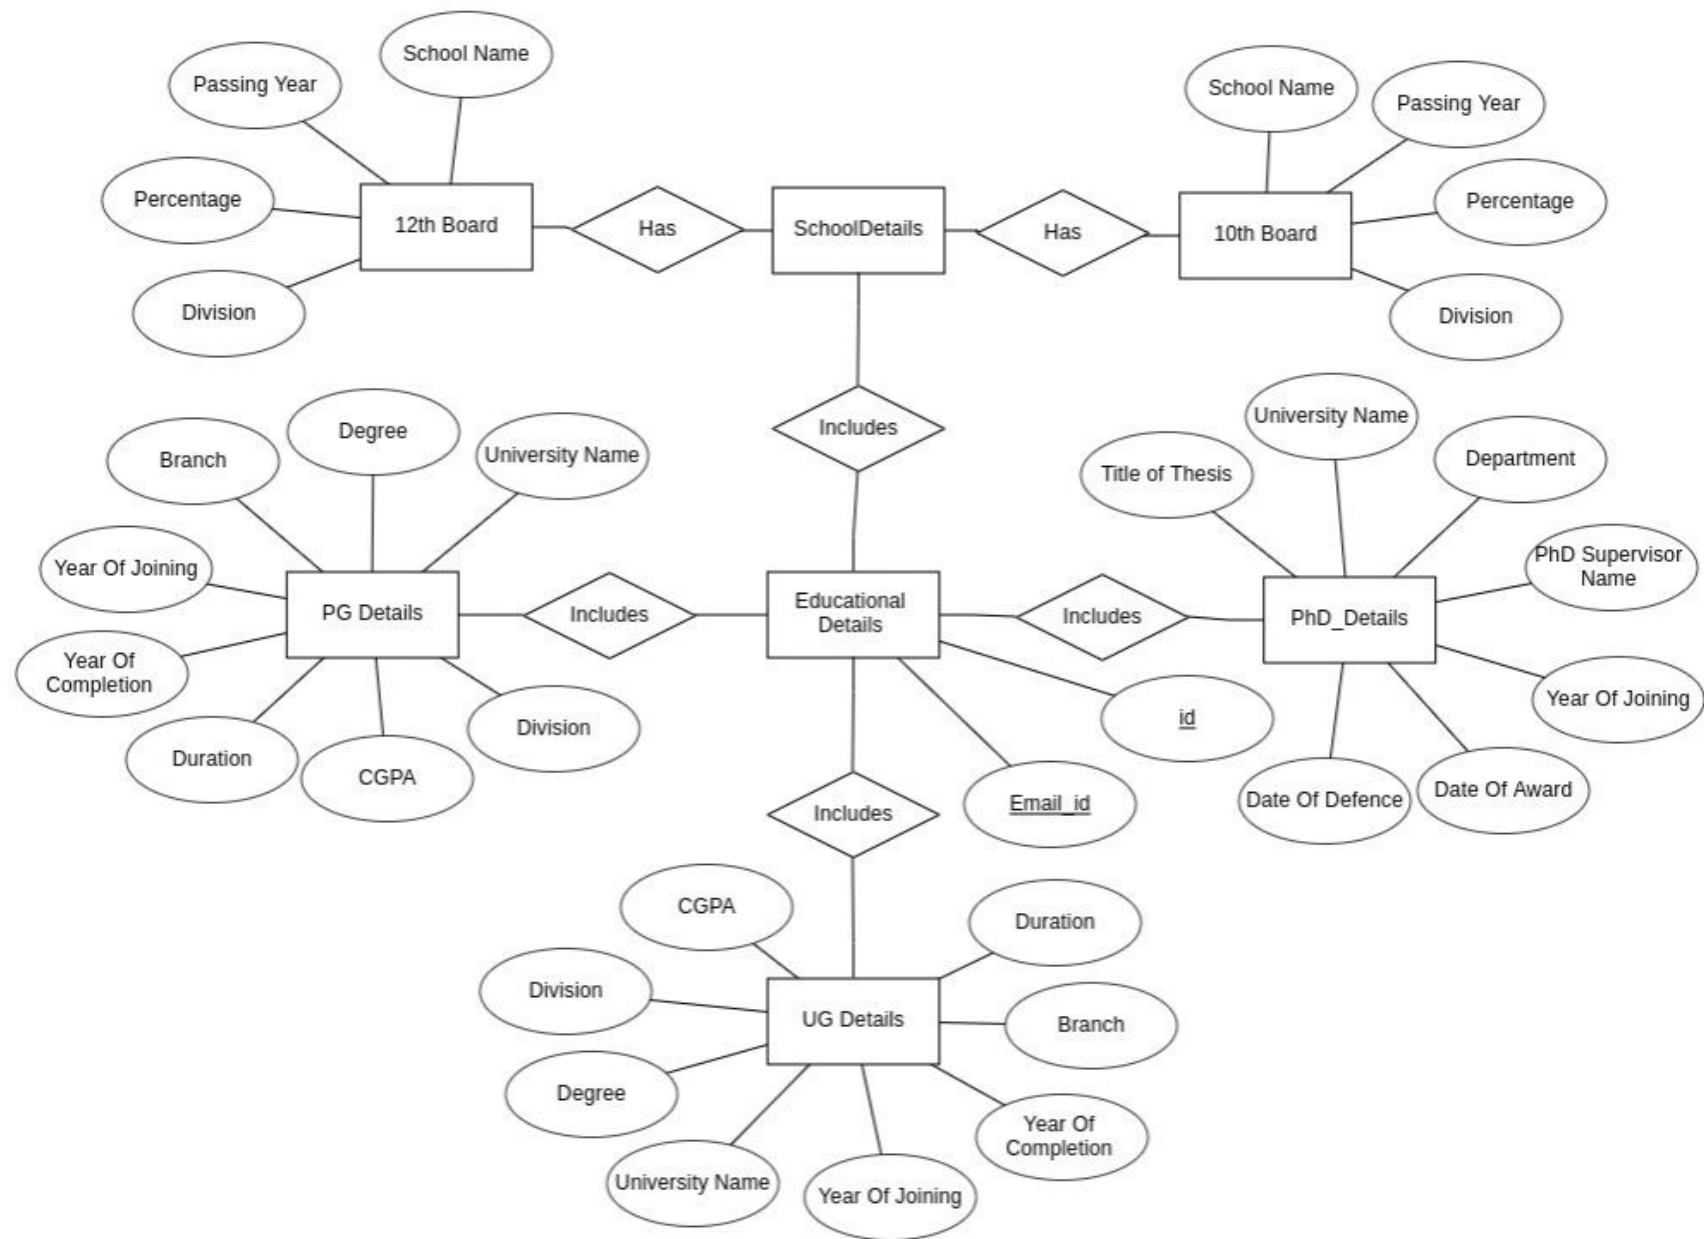 School Name
Passing Year
Percentage
Division
12th Board
Has
SchoolDetails
Has
10th Board
School Name
Passing Year
Percentage
Division
Includes
Branch
Degree
University Name
Year Of Joining
Year Of
Completion
Duration
CGPA
Division
PG Details
Includes
Educational
Details
Includes
PhD_Details
Title of Thesis
University Name
Department
PhD Supervisor
Name
Year Of Joining
Date Of Award
Date Of Defence
id
Email_id
Includes
CGPA
Duration
Division
UG Details
Branch
Degree
Year Of
Completion
University Name
Year Of Joining